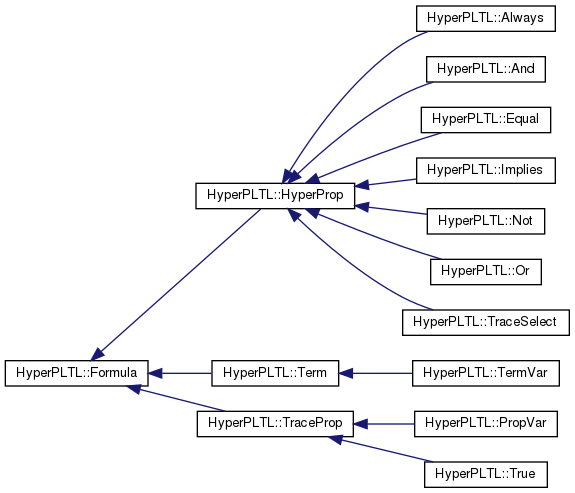 HyperPLTL::Always
HyperPLTL::And
HyperPLTL::Equal
HyperPLTL::Implies
HyperPLTL::HyperProp
HyperPLTL::Not
HyperPLTL::Or
HyperPLTL::TraceSelect
HyperPLTL::Formula
HyperPLTL::Term
HyperPLTL::TermVar
HyperPLTL::TraceProp
HyperPLTL::PropVar
HyperPLTL::True